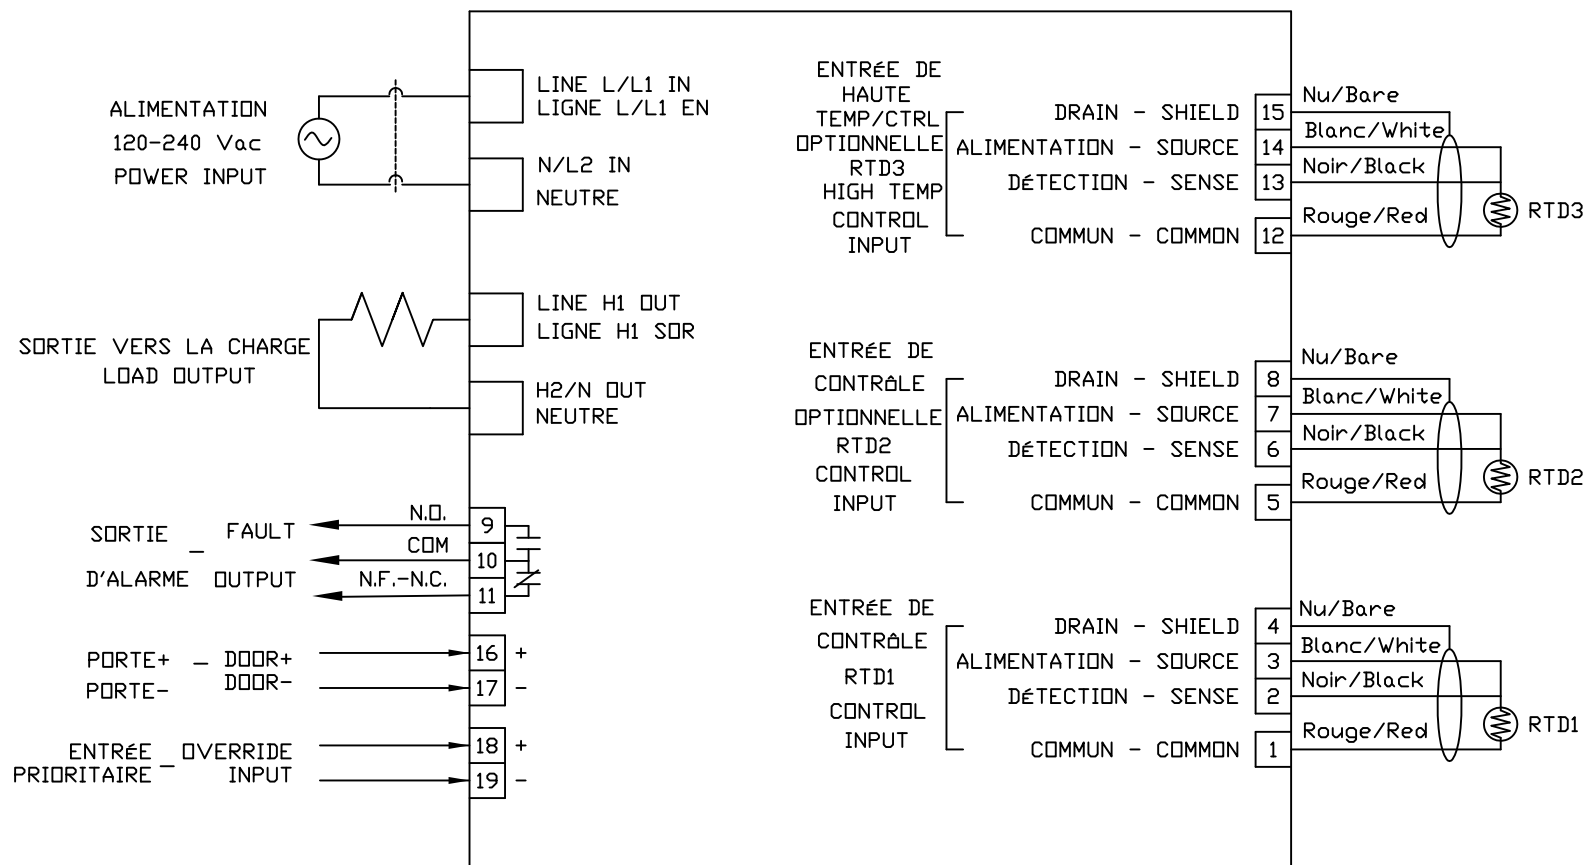 ALIMENTATION
120-240 Vac
POWER INPUT
LINE L/L1 IN
LIGNE L/L1 EN
N/L2 IN
NEUTRE
SORTIE VERS LA CHARGE
LOAD OUTPUT
LINE H1 OUT
LIGNE H1 SOR
H2/N OUT
NEUTRE
SORTIE - FAULT
D'ALARME OUTPUT
N.O. 9
COM 10
N.F.-N.C. 11
PORTE+ - DOOR+ 16 +
PORTE- DOOR- 17 -
ENTRÉE - OVERRIDE 18 +
PRIORITAIRE INPUT 19 -
ENTRÉE DE
HAUTE
TEMP/CTRL
OPTIONNELLE
RTD3
HIGH TEMP
CONTROL
INPUT
DRAIN - SHIELD 15 Nu/Bare
ALIMENTATION - SOURCE 14 Blanc/White
DÉTECTION - SENSE 13 Noir/Black
COMMUN - COMMON 12 Rouge/Red
RTD3
ENTRÉE DE
CONTRÔLE
OPTIONNELLE
RTD2
CONTROL
INPUT
DRAIN - SHIELD 8 Nu/Bare
ALIMENTATION - SOURCE 7 Blanc/White
DÉTECTION - SENSE 6 Noir/Black
COMMUN - COMMON 5 Rouge/Red
RTD2
ENTRÉE DE
CONTRÔLE
RTD1
CONTROL
INPUT
DRAIN - SHIELD 4 Nu/Bare
ALIMENTATION - SOURCE 3 Blanc/White
DÉTECTION - SENSE 2 Noir/Black
COMMUN - COMMON 1 Rouge/Red
RTD1